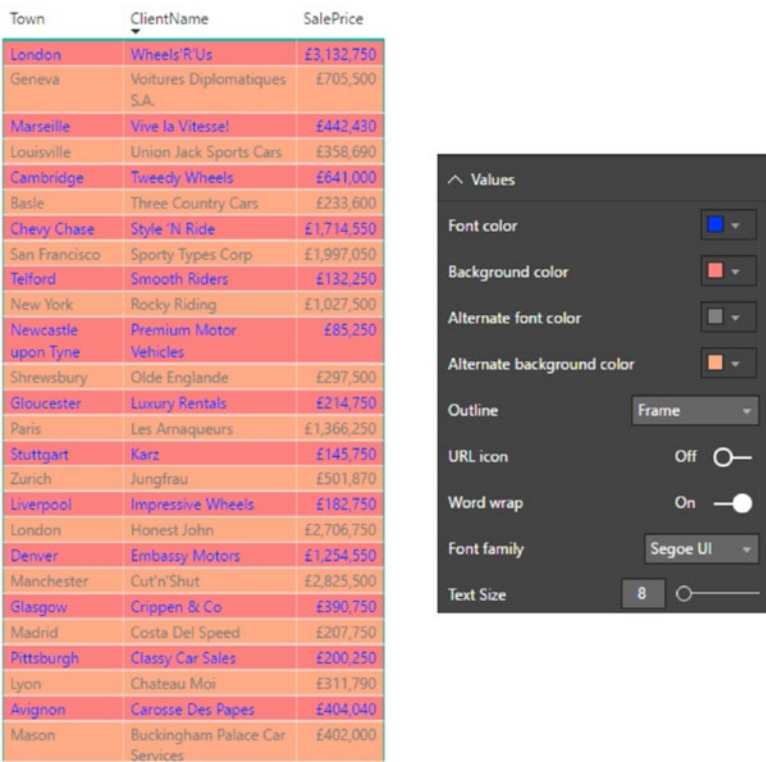 Town ClientName SalePrice
London Wheels'R'Us £3,132,750
Geneva Voitures Diplomatiques £705,500
S.A.
Marseille Vive la Vitesse! £442,430
Louisville Union Jack Sports Cars £358,690
Cambridge Tweedy Wheels £641,000
Basle Three Country Cars £233,600
Chevy Chase Style 'N Ride £1,714,550
San Francisco Sporty Types Corp £1,997,050
Telford Smooth Riders £132,250
New York Rocky Riding £1,027,500
Newcastle Premium Motor £85,250
upon Tyne Vehicles
Shrewsbury Olde Englande £297,500
Gloucester Luxury Rentals £214,750
Paris Les Arnaqueurs £1,366,250
Stuttgart Karz £145,750
Zurich Jungfrau £501,870
Liverpool Impressive Wheels £182,750
London Honest John £2,706,750
Denver Embassy Motors £1,254,550
Manchester Cut'n'Shut £2,825,500
Glasgow Crippen & Co £390,750
Madrid Costa Del Speed £207,750
Pittsburgh Classy Car Sales £200,250
Lyon Chateau Moi £311,790
Avignon Carosse Des Papes £404,040
Mason Buckingham Palace Car £402,000
Services
Values
Font color
Background color
Alternate font color
Alternate background color
Outline Frame
URL icon Off
Word wrap On
Font family Segoe UI
Text Size 8